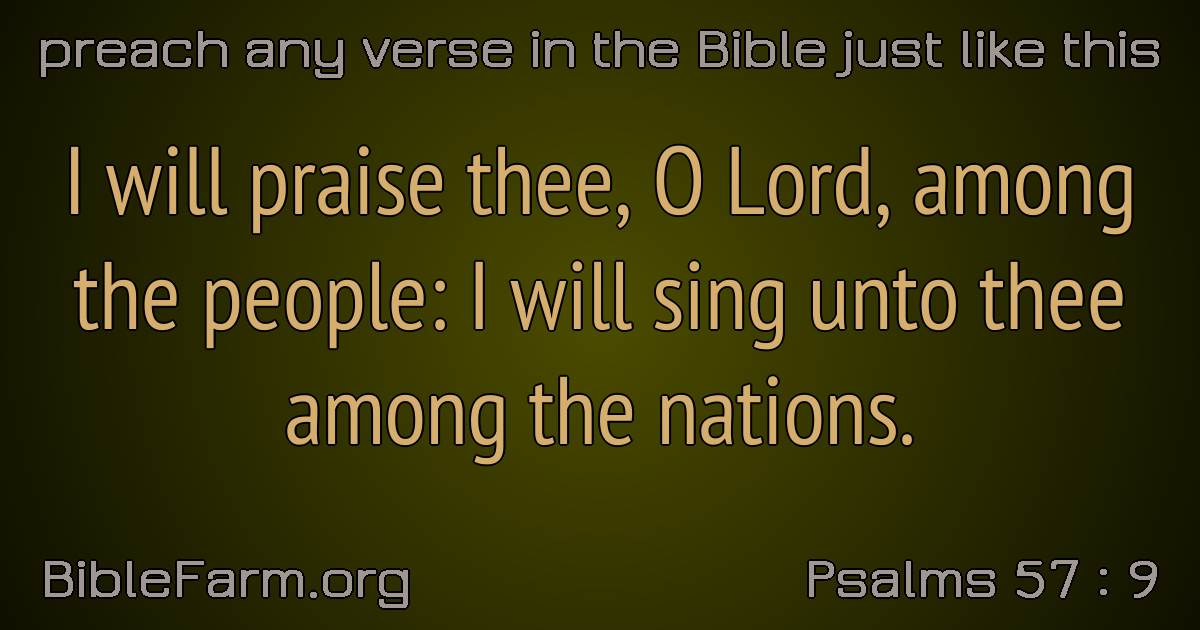 preach any verse in the Bible just like this
I will praise thee, O Lord, among
the people: I will sing unto thee
among the nations.
BibleFarm.org
Psalms 57 : 9